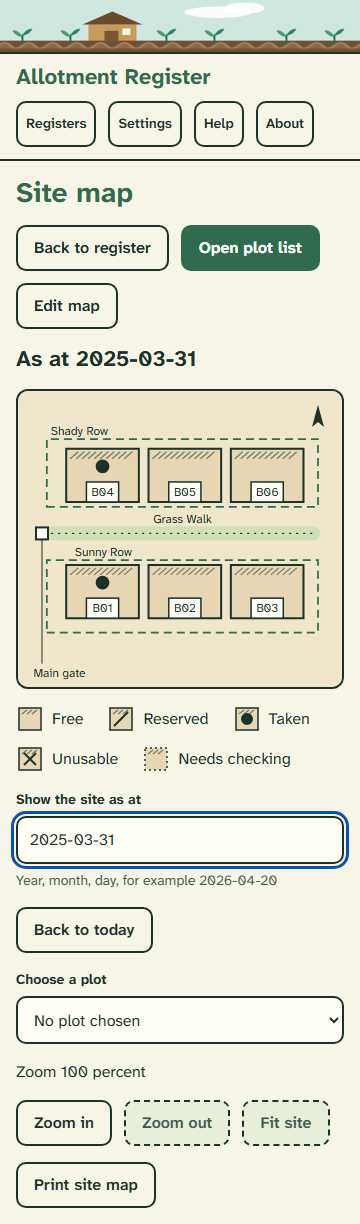 Allotment Register
Registers Settings Help About
Site map
Back to register Open plot list
Edit map
As at 2025-03-31
Shady Row
B04 B05 B06
Grass Walk
Sunny Row
B01 B02 B03
Main gate
Free Reserved Taken
Unusable Needs checking
Show the site as at
2025-03-31
Year, month, day, for example 2026-04-20
Back to today
Choose a plot
No plot chosen
Zoom 100 percent
Zoom in Zoom out Fit site
Print site map